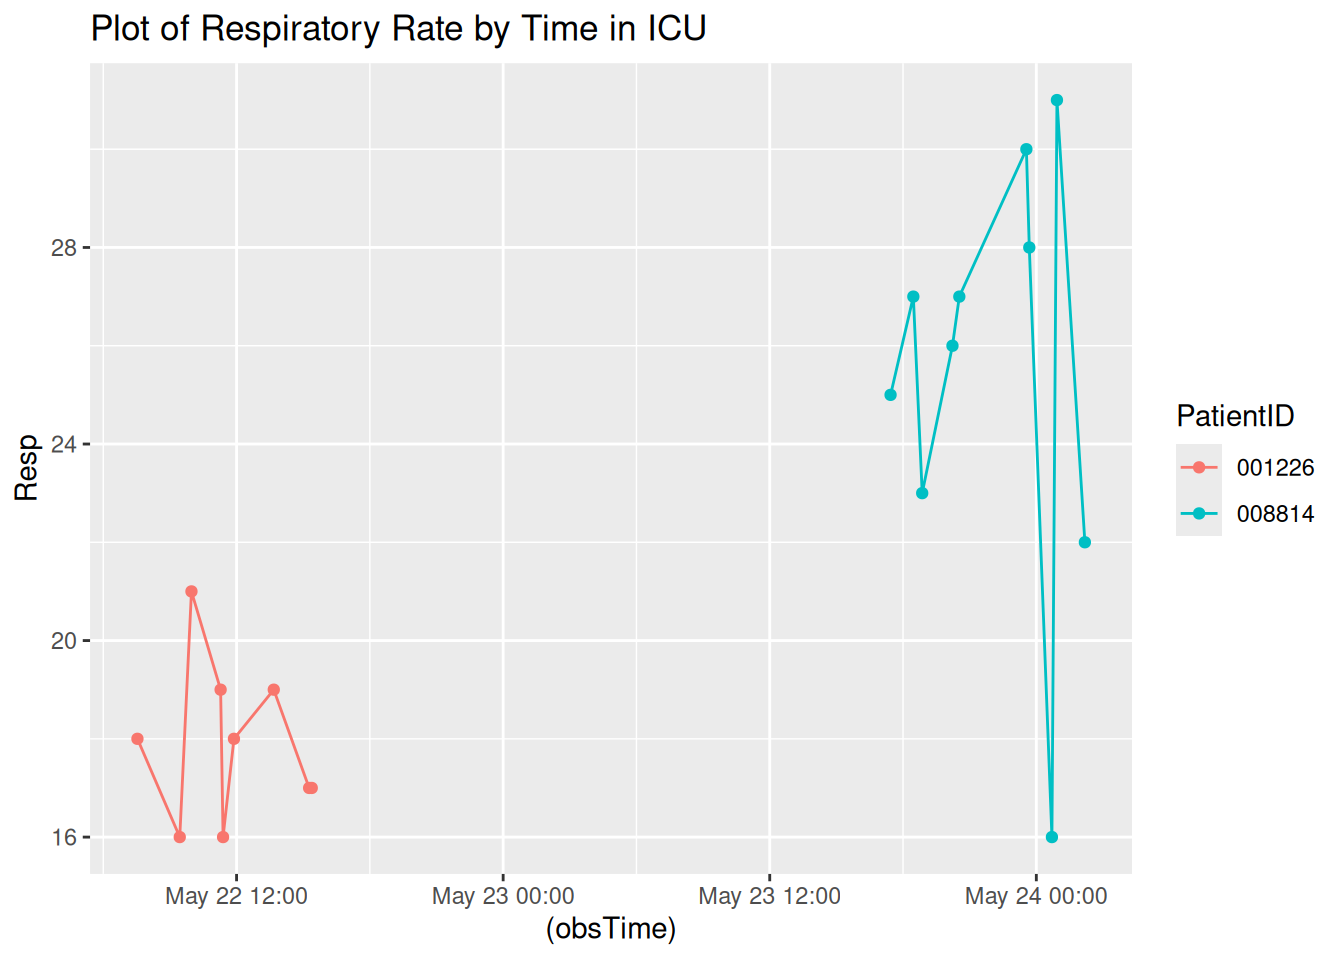 Plot of Respiratory Rate by Time in ICU
Resp
28
24
20
16
May 22 12:00
May 23 00:00
May 23 12:00
May 24 00:00
(obsTime)
PatientID
001226
008814